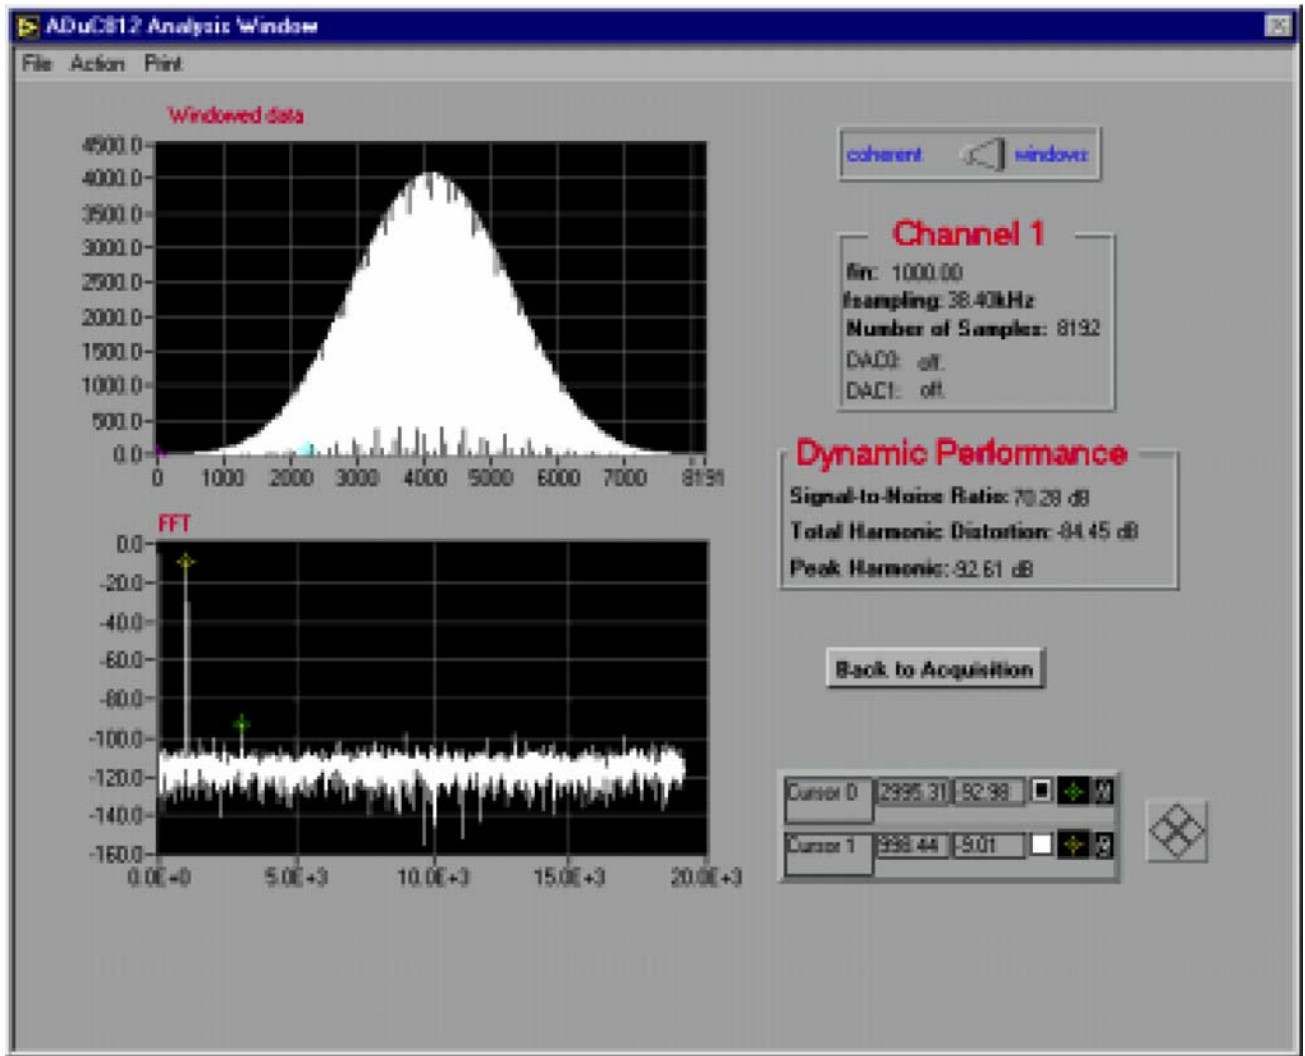 ADuC812 Analysis Window
File Action Print
Windowed data
4500.0
4000.0
3500.0
3000.0
2500.0
2000.0
1500.0
1000.0
500.0
0.0
0 1000 2000 3000 4000 5000 6000 7000 8191
FFT
0.0
-20.0
-40.0
-60.0
-80.0
-100.0
-120.0
-140.0
-160.0
0.0E+0 5.0E+3 10.0E+3 15.0E+3 20.0E+3
coherent windows
Channel 1
fin: 1000.00
fsampling: 38.40kHz
Number of Samples: 8192
DAC0: off.
DAC1: off.
Dynamic Performance
Signal-to-Noise Ratio: 70.28 dB
Total Harmonic Distortion: -84.45 dB
Peak Harmonic: -92.61 dB
Back to Acquisition
Cursor 0 2995.31 -92.98
Cursor 1 998.44 -9.01